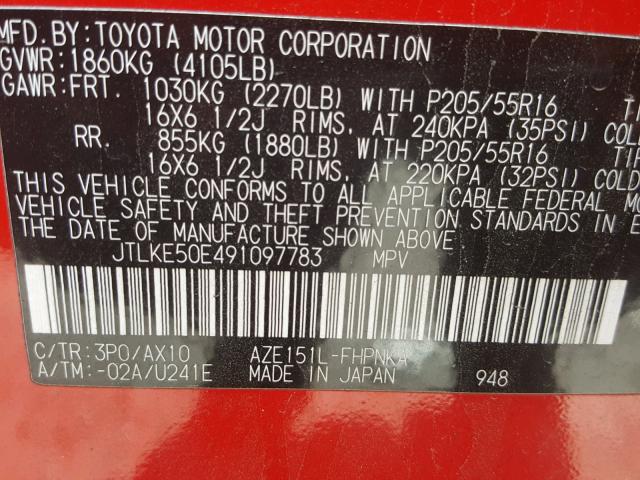 MFD. BY: TOYOTA MOTOR CORPORATION
GVWR: 1860KG (4105LB)
GAWR: FRT. 1030KG (2270LB) WITH P205/55R16
16X6 1/2J RIMS, AT 240KPA (35PSI) COLD
RR. 855KG (1880LB) WITH P205/55R16
16X6 1/2J RIMS, AT 220KPA (32PSI) COLD
THIS VEHICLE CONFORMS TO ALL APPLICABLE FEDERAL MO
VEHICLE SAFETY AND THEFT PREVENTION STANDARDS IN E
THE DATE OF MANUFACTURE SHOWN ABOVE.
JTLKE50E491097783 MPV
C/TR: 3P0/AX10 AZE151L-FHPNKA
A/TM: -02A/U241E MADE IN JAPAN 948